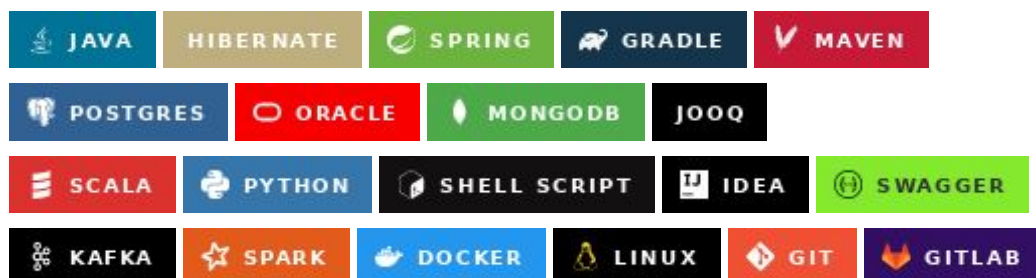 JAVA HIBERNATE SPRING GRADLE MAVEN
POSTGRES ORACLE MONGODB JOOQ
SCALA PYTHON SHELL SCRIPT IJ IDEA SWAGGER
KAFKA SPARK DOCKER LINUX GIT GITLAB